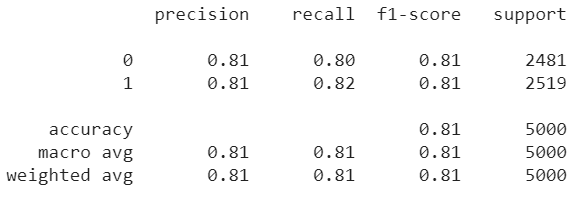 precision recall f1-score support
0 0.81 0.80 0.81 2481
1 0.81 0.82 0.81 2519
accuracy 0.81 5000
macro avg 0.81 0.81 0.81 5000
weighted avg 0.81 0.81 0.81 5000